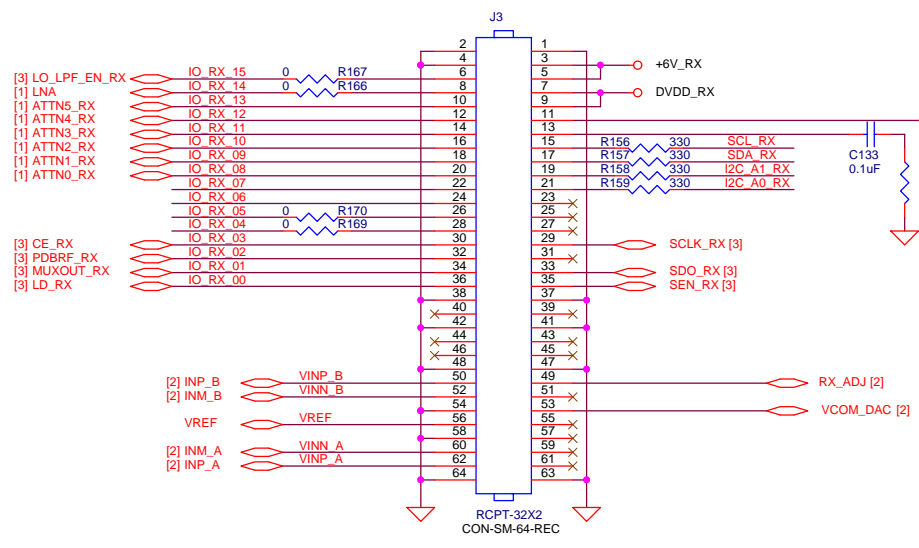 J3
2 1
4 3 +6V_RX
[3] LO_LPF_EN_RX IO_RX_15 0 R167 6 5
[1] LNA IO_RX_14 0 R166 8 7 DVDD_RX
[1] ATTN5_RX IO_RX_13 10 9
[1] ATTN4_RX IO_RX_12 12 11
[1] ATTN3_RX IO_RX_11 14 13
[1] ATTN2_RX IO_RX_10 16 15 R156 330 SCL_RX
[1] ATTN1_RX IO_RX_09 18 17 R157 330 SDA_RX
[1] ATTN0_RX IO_RX_08 20 19 R158 330 I2C_A1_RX
IO_RX_07 22 21 R159 330 I2C_A0_RX
C133
0.1uF
IO_RX_06 24 23
IO_RX_05 0 R170 26 25
IO_RX_04 0 R169 28 27
[3] CE_RX IO_RX_03 30 29 SCLK_RX [3]
[3] PDBRF_RX IO_RX_02 32 31
[3] MUXOUT_RX IO_RX_01 34 33 SDO_RX [3]
[3] LD_RX IO_RX_00 36 35 SEN_RX [3]
38 37
40 39
42 41
44 43
46 45
48 47
[2] INP_B VINP_B 50 49 RX_ADJ [2]
[2] INM_B VINN_B 52 51
54 53 VCOM_DAC [2]
VREF VREF 56 55
58 57
[2] INM_A VINN_A 60 59
[2] INP_A VINP_A 62 61
64 63
RCPT-32X2
CON-SM-64-REC